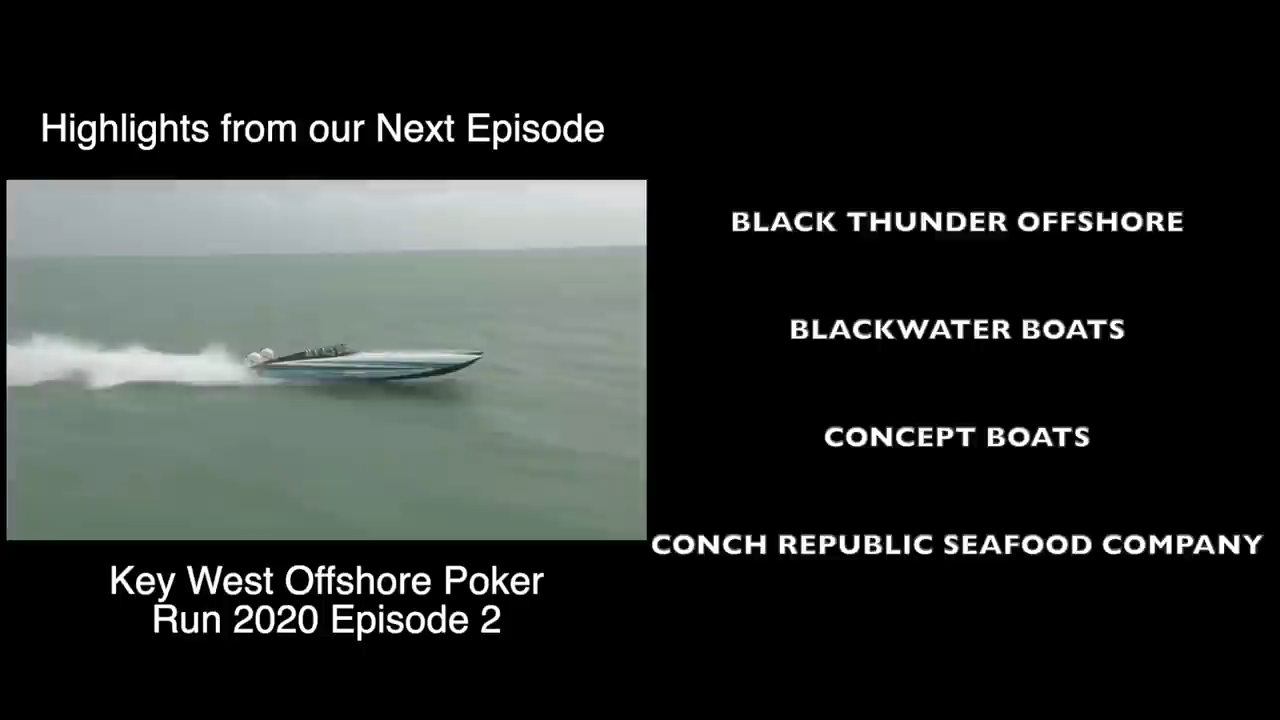 Highlights from our Next Episode
Key West Offshore Poker
Run 2020 Episode 2
BLACK THUNDER OFFSHORE
BLACKWATER BOATS
CONCEPT BOATS
CONCH REPUBLIC SEAFOOD COMPANY